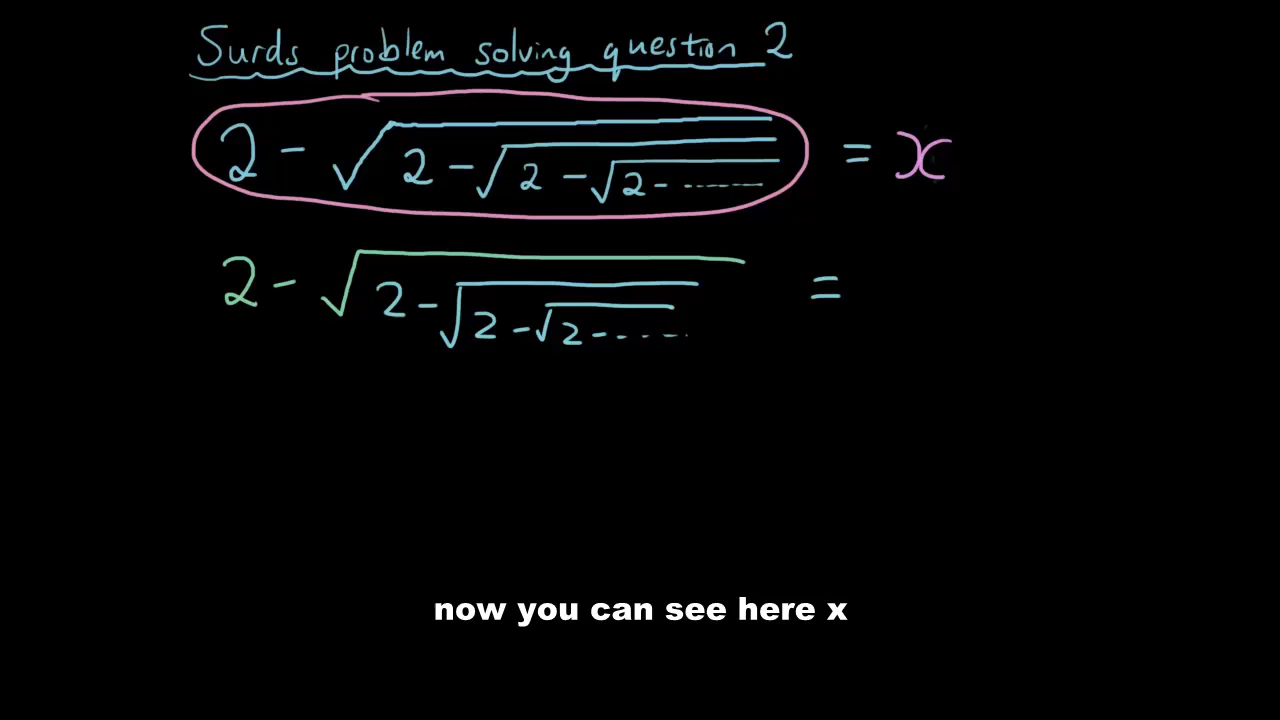 Surds problem solving question 2
2 - √(2 - √(2 - √(2 - ........ = x
2 - √(2 - √(2 - √(2 - ...... =
now you can see here x